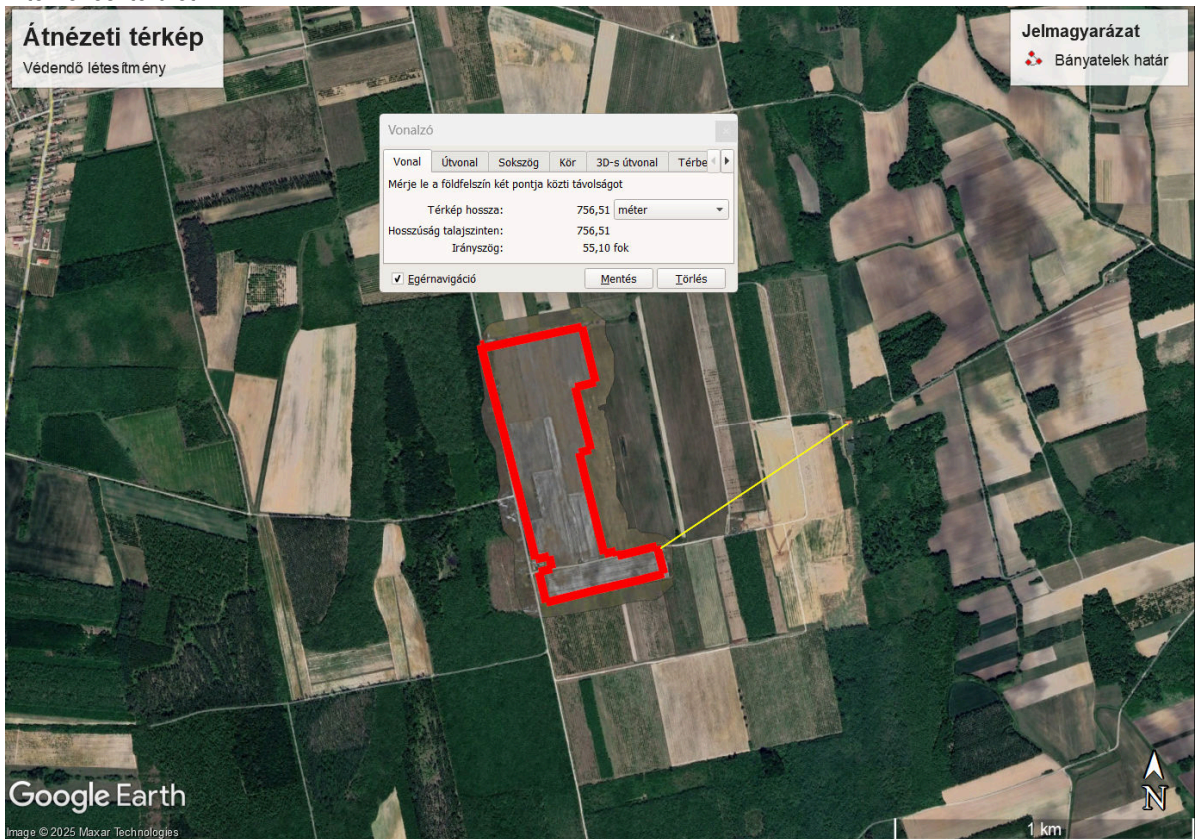 Átnézeti térkép
Védendő létesítmény
Jelmagyarázat
Bányatelek határ
Vonalzó
Vonal Útvonal Sokszög Kör 3D-s útvonal Térbe
Mérje le a földfelszín két pontja közti távolságot
Térkép hossza: 756,51 méter
Hosszúság talajszinten: 756,51
Irányszög: 55,10 fok
Egérnavigáció Mentés Törlés
N
Google Earth
Image © 2025 Maxar Technologies
1 km